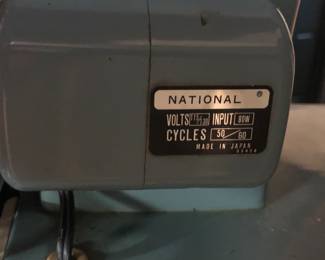 NATIONAL
VOLTS INPUT 80W
CYCLES 50/60
MADE IN JAPAN